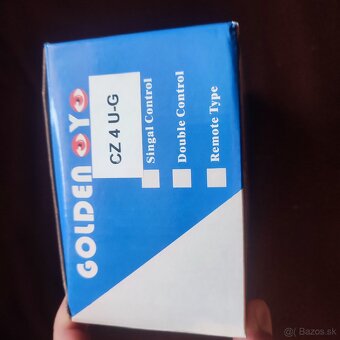 GOLDEN EYE
CZ 4 U-G
Singal Control
Double Control
Remote Type
© Bazos.sk